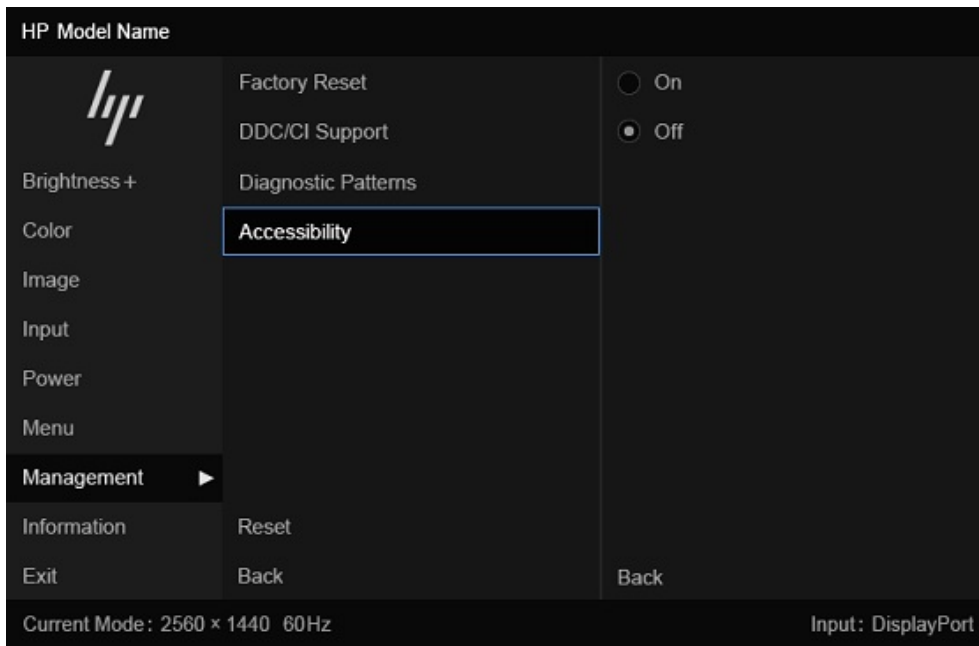 HP Model Name
Brightness+
Color
Image
Input
Power
Menu
Management ▶
Information
Exit
Factory Reset
DDC/CI Support
Diagnostic Patterns
Accessibility
Reset
Back
On
Off
Back
Current Mode: 2560 × 1440 60Hz
Input: DisplayPort